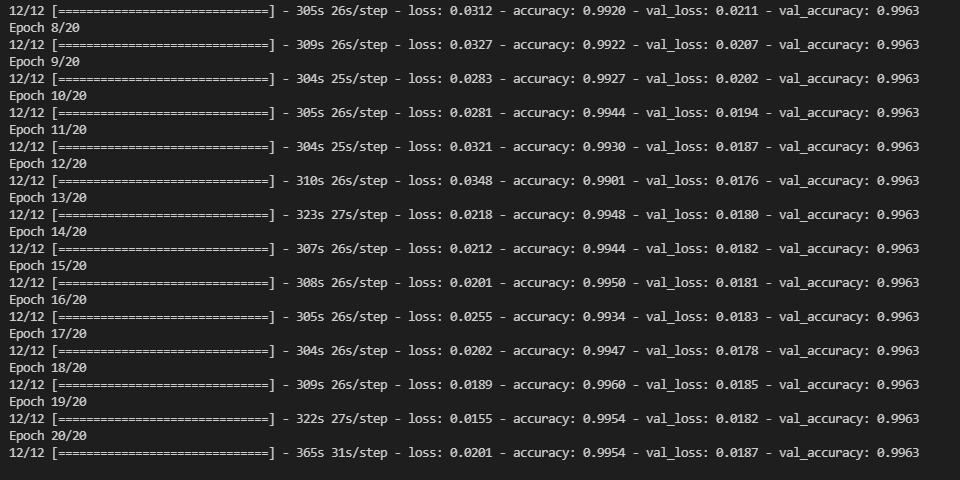 12/12 [==============================] - 305s 26s/step - loss: 0.0312 - accuracy: 0.9920 - val_loss: 0.0211 - val_accuracy: 0.9963
Epoch 8/20
12/12 [==============================] - 309s 26s/step - loss: 0.0327 - accuracy: 0.9922 - val_loss: 0.0207 - val_accuracy: 0.9963
Epoch 9/20
12/12 [==============================] - 304s 25s/step - loss: 0.0283 - accuracy: 0.9927 - val_loss: 0.0202 - val_accuracy: 0.9963
Epoch 10/20
12/12 [==============================] - 305s 26s/step - loss: 0.0281 - accuracy: 0.9944 - val_loss: 0.0194 - val_accuracy: 0.9963
Epoch 11/20
12/12 [==============================] - 304s 25s/step - loss: 0.0321 - accuracy: 0.9930 - val_loss: 0.0187 - val_accuracy: 0.9963
Epoch 12/20
12/12 [==============================] - 310s 26s/step - loss: 0.0348 - accuracy: 0.9901 - val_loss: 0.0176 - val_accuracy: 0.9963
Epoch 13/20
12/12 [==============================] - 323s 27s/step - loss: 0.0218 - accuracy: 0.9948 - val_loss: 0.0180 - val_accuracy: 0.9963
Epoch 14/20
12/12 [==============================] - 307s 26s/step - loss: 0.0212 - accuracy: 0.9944 - val_loss: 0.0182 - val_accuracy: 0.9963
Epoch 15/20
12/12 [==============================] - 308s 26s/step - loss: 0.0201 - accuracy: 0.9950 - val_loss: 0.0181 - val_accuracy: 0.9963
Epoch 16/20
12/12 [==============================] - 305s 26s/step - loss: 0.0255 - accuracy: 0.9934 - val_loss: 0.0183 - val_accuracy: 0.9963
Epoch 17/20
12/12 [==============================] - 304s 26s/step - loss: 0.0202 - accuracy: 0.9947 - val_loss: 0.0178 - val_accuracy: 0.9963
Epoch 18/20
12/12 [==============================] - 309s 26s/step - loss: 0.0189 - accuracy: 0.9960 - val_loss: 0.0185 - val_accuracy: 0.9963
Epoch 19/20
12/12 [==============================] - 322s 27s/step - loss: 0.0155 - accuracy: 0.9954 - val_loss: 0.0182 - val_accuracy: 0.9963
Epoch 20/20
12/12 [==============================] - 365s 31s/step - loss: 0.0201 - accuracy: 0.9954 - val_loss: 0.0187 - val_accuracy: 0.9963